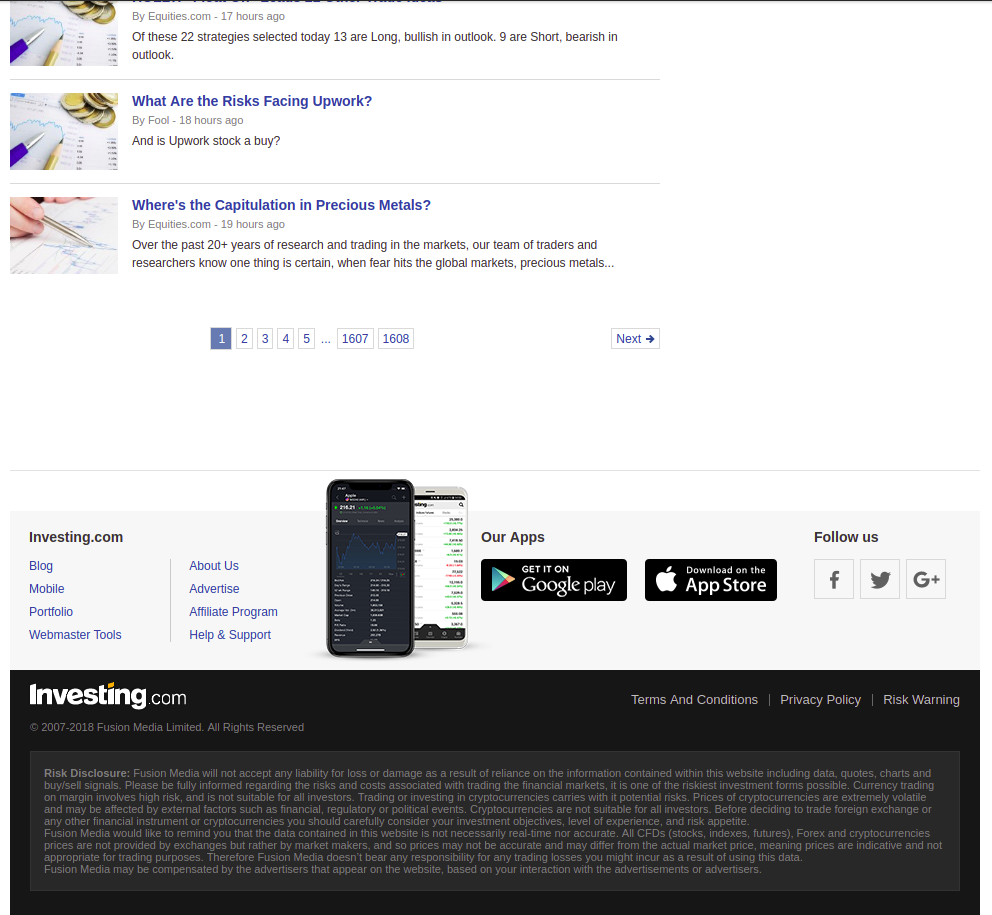 By Equities.com - 17 hours ago
Of these 22 strategies selected today 13 are Long, bullish in outlook. 9 are Short, bearish in
outlook.
What Are the Risks Facing Upwork?
By Fool - 18 hours ago
And is Upwork stock a buy?
Where's the Capitulation in Precious Metals?
By Equities.com - 19 hours ago
Over the past 20+ years of research and trading in the markets, our team of traders and
researchers know one thing is certain, when fear hits the global markets, precious metals...
1 2 3 4 5 ... 1607 1608 Next
Investing.com
Blog
Mobile
Portfolio
Webmaster Tools
About Us
Advertise
Affiliate Program
Help & Support
Our Apps
GET IT ON
Google play
Download on the
App Store
Follow us
Investing.com
Terms And Conditions | Privacy Policy | Risk Warning
© 2007-2018 Fusion Media Limited. All Rights Reserved
Risk Disclosure: Fusion Media will not accept any liability for loss or damage as a result of reliance on the information contained within this website including data, quotes, charts and
buy/sell signals. Please be fully informed regarding the risks and costs associated with trading the financial markets, it is one of the riskiest investment forms possible. Currency trading
on margin involves high risk, and is not suitable for all investors. Trading or investing in cryptocurrencies carries with it potential risks. Prices of cryptocurrencies are extremely volatile
and may be affected by external factors such as financial, regulatory or political events. Cryptocurrencies are not suitable for all investors. Before deciding to trade foreign exchange or
any other financial instrument or cryptocurrencies you should carefully consider your investment objectives, level of experience, and risk appetite.
Fusion Media would like to remind you that the data contained in this website is not necessarily real-time nor accurate. All CFDs (stocks, indexes, futures), Forex and cryptocurrencies
prices are not provided by exchanges but rather by market makers, and so prices may not be accurate and may differ from the actual market price, meaning prices are indicative and not
appropriate for trading purposes. Therefore Fusion Media doesn't bear any responsibility for any trading losses you might incur as a result of using this data.
Fusion Media may be compensated by the advertisers that appear on the website, based on your interaction with the advertisements or advertisers.